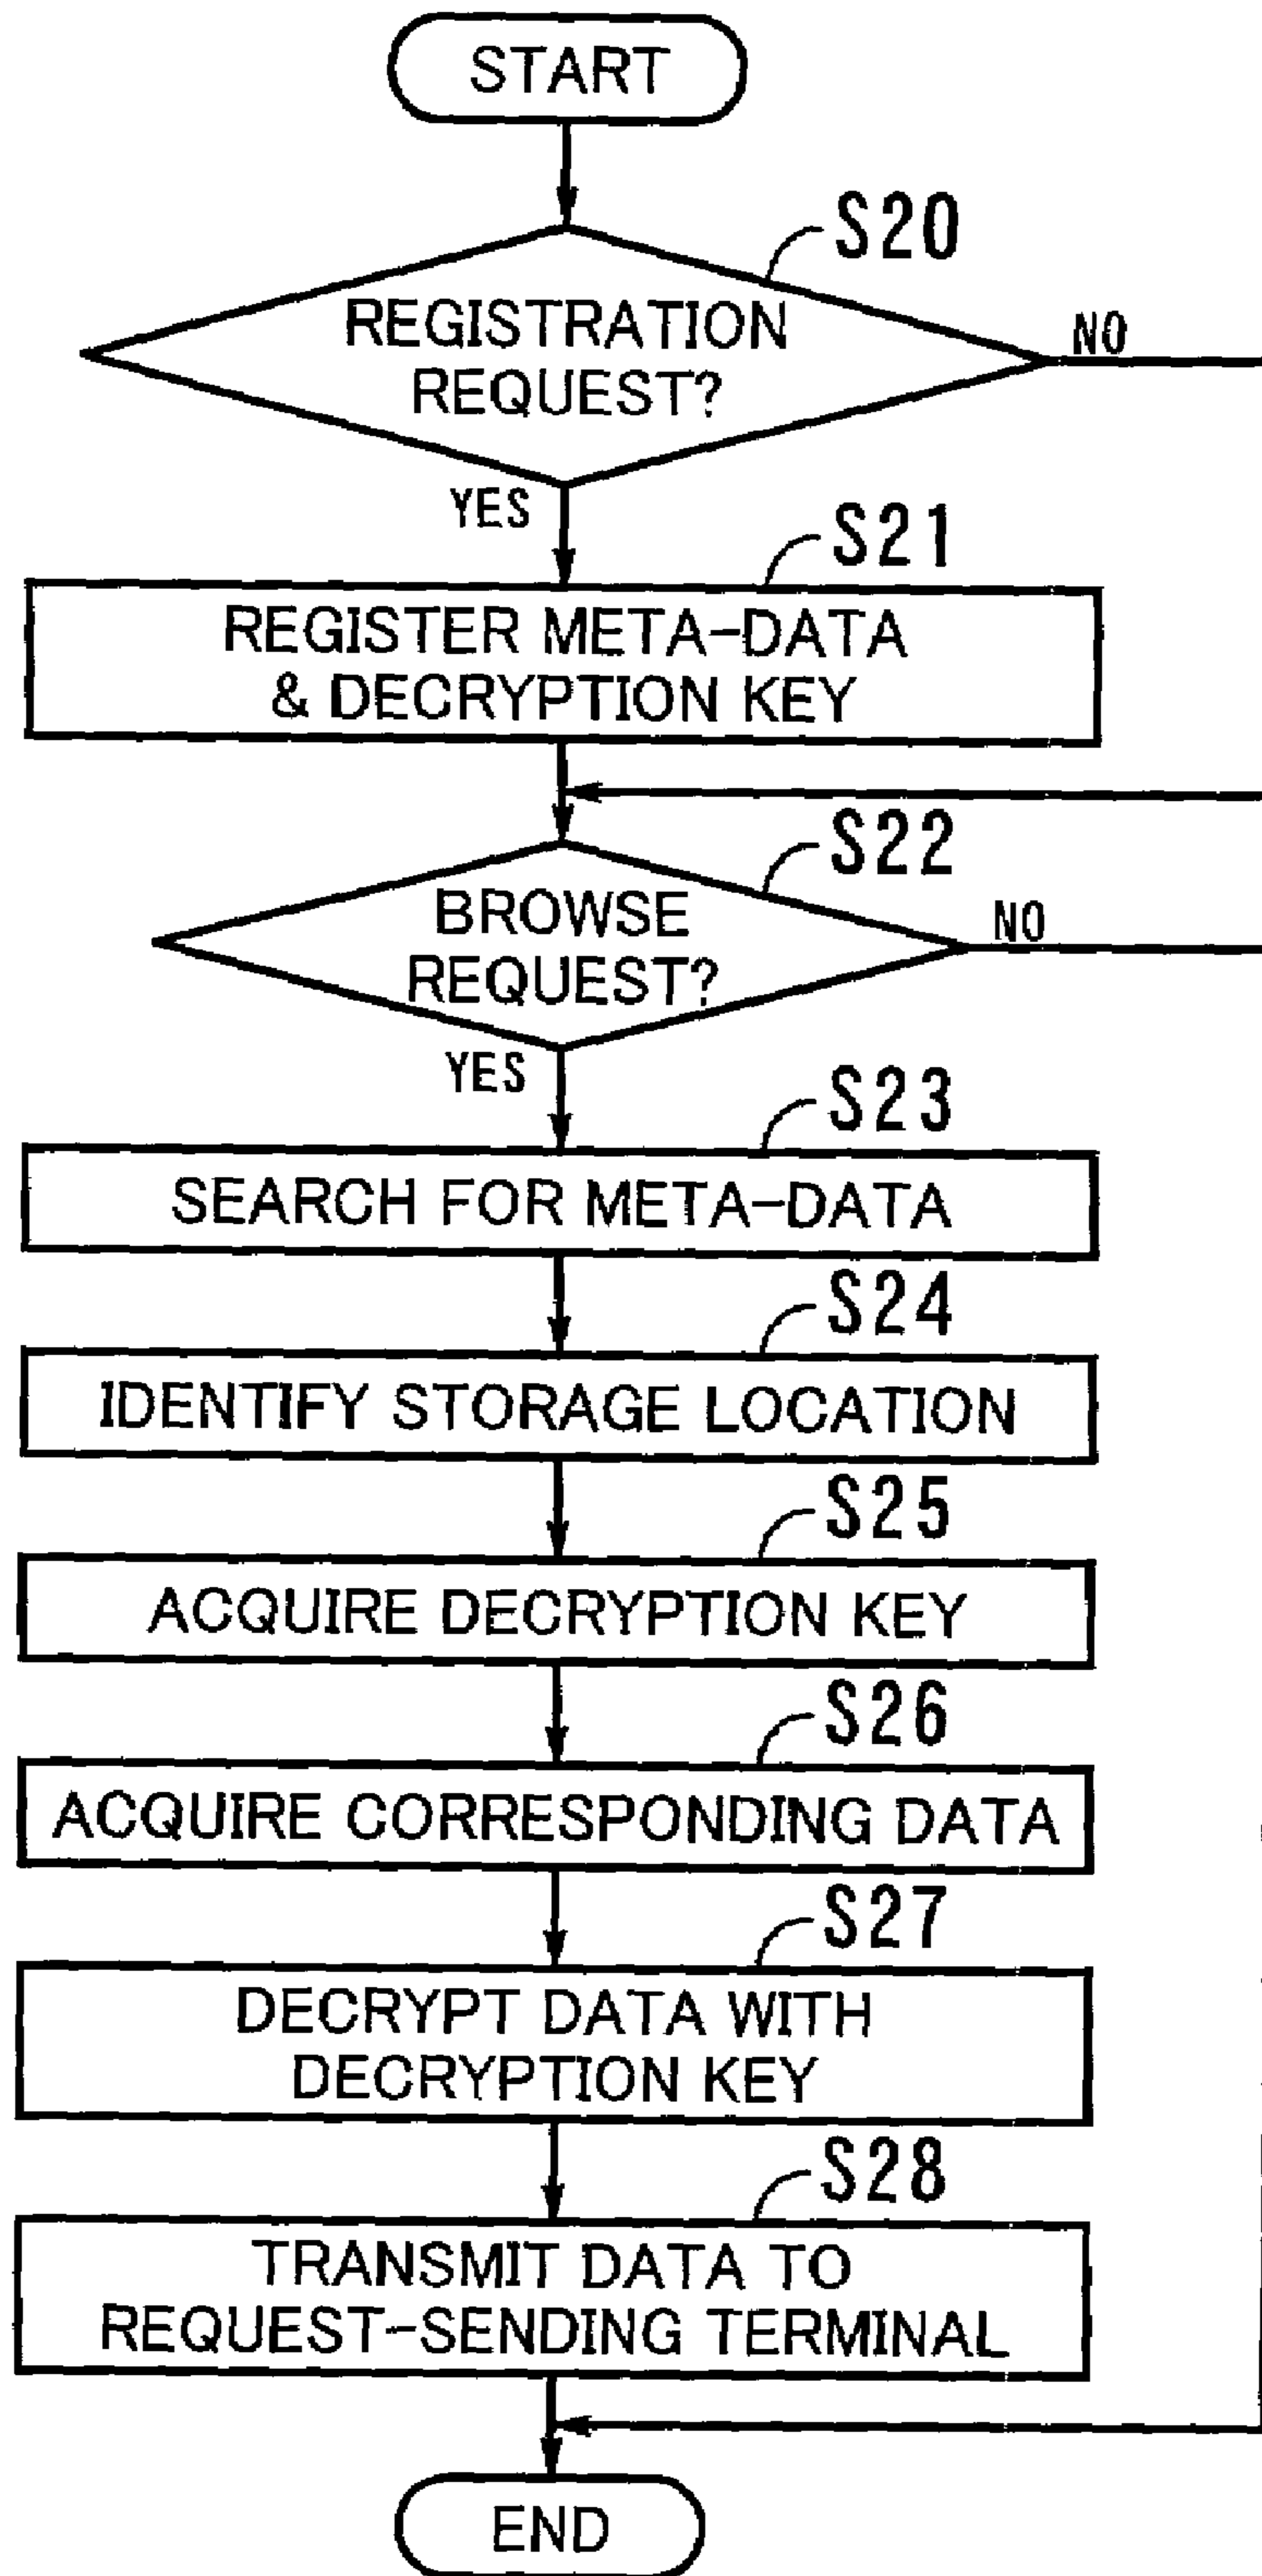 START
S20
REGISTRATION
REQUEST?
NO
YES
S21
REGISTER META-DATA
& DECRYPTION KEY
S22
BROWSE
REQUEST?
NO
YES
S23
SEARCH FOR META-DATA
S24
IDENTIFY STORAGE LOCATION
S25
ACQUIRE DECRYPTION KEY
S26
ACQUIRE CORRESPONDING DATA
S27
DECRYPT DATA WITH
DECRYPTION KEY
S28
TRANSMIT DATA TO
REQUEST-SENDING TERMINAL
END